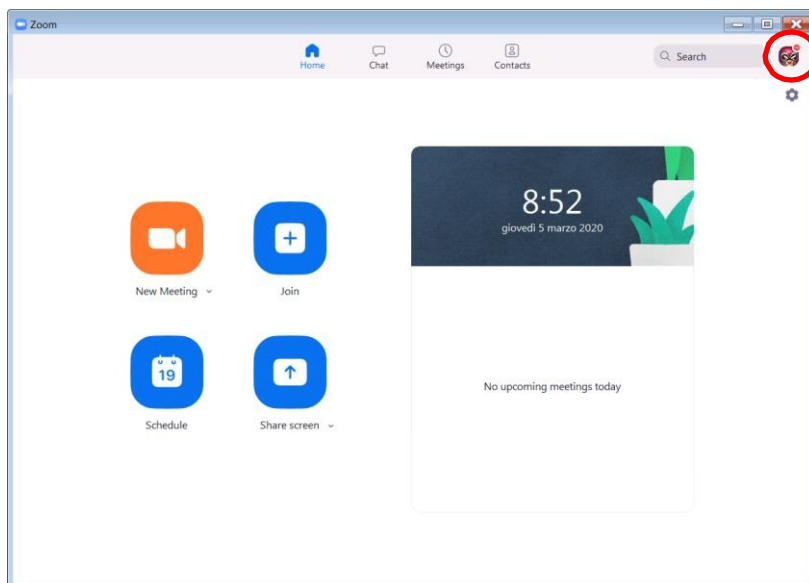 Zoom
Home
Chat
Meetings
Contacts
Search
8:52
giovedì 5 marzo 2020
New Meeting
Join
19
Schedule
Share screen
No upcoming meetings today